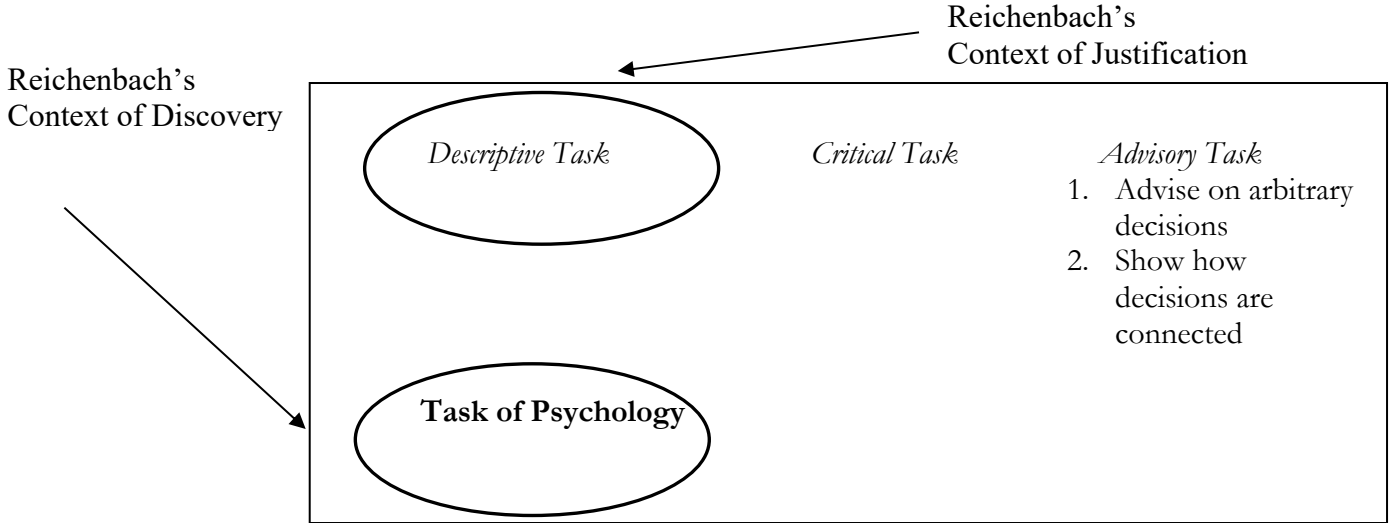 Reichenbach’s
Context of Justification
Reichenbach’s
Context of Discovery
Descriptive Task
Critical Task
Advisory Task
1. Advise on arbitrary
decisions
2. Show how
decisions are
connected
Task of Psychology